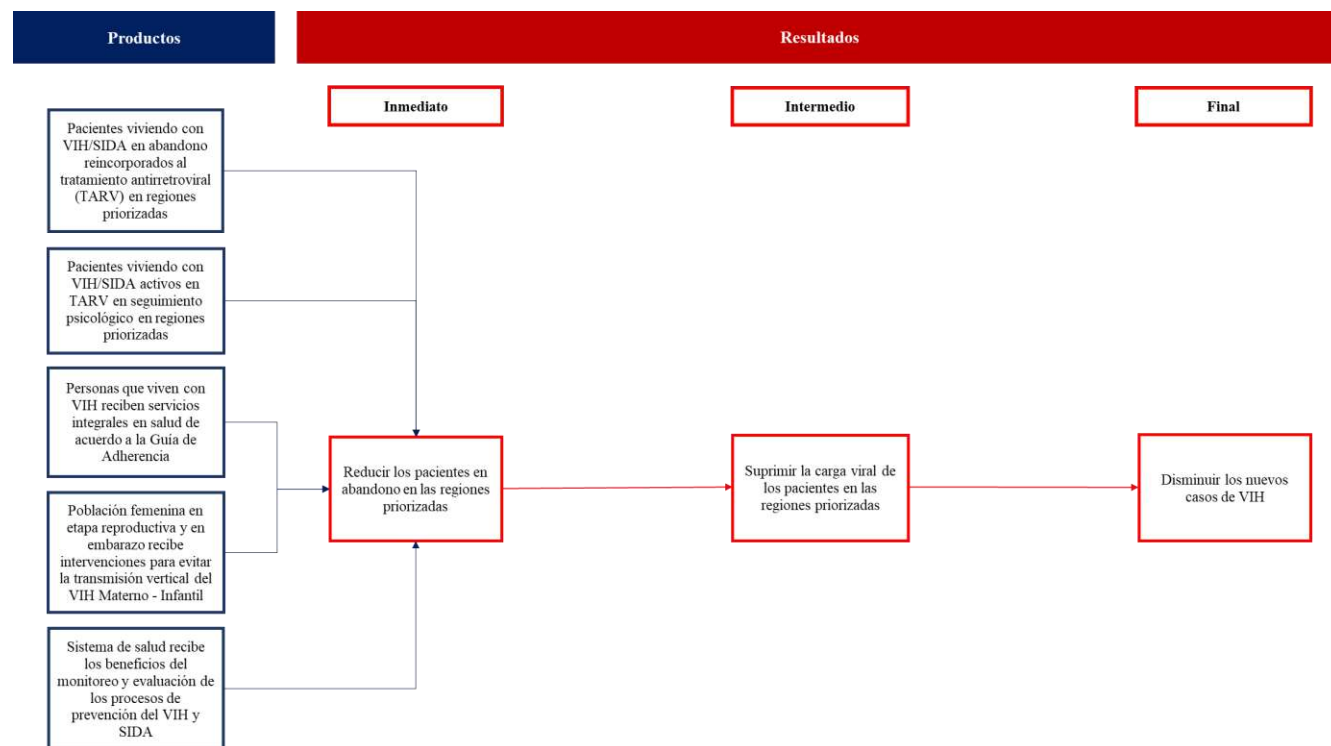 Productos
Resultados
Inmediato
Intermedio
Final
Pacientes viviendo con
VIH/SIDA en abandono
reincorporados al
tratamiento antirretroviral
(TARV) en regiones
priorizadas
Pacientes viviendo con
VIH/SIDA activos en
TARV en seguimiento
psicológico en regiones
priorizadas
Personas que viven con
VIH reciben servicios
integrales en salud de
acuerdo a la Guía de
Adherencia
Población femenina en
etapa reproductiva y en
embarazo recibe
intervenciones para evitar
la transmisión vertical del
VIH Materno - Infantil
Sistema de salud recibe
los beneficios del
monitoreo y evaluación de
los procesos de
prevención del VIH y
SIDA
Reducir los pacientes en
abandono en las regiones
priorizadas
Suprimir la carga viral de
los pacientes en las
regiones priorizadas
Disminuir los nuevos
casos de VIH